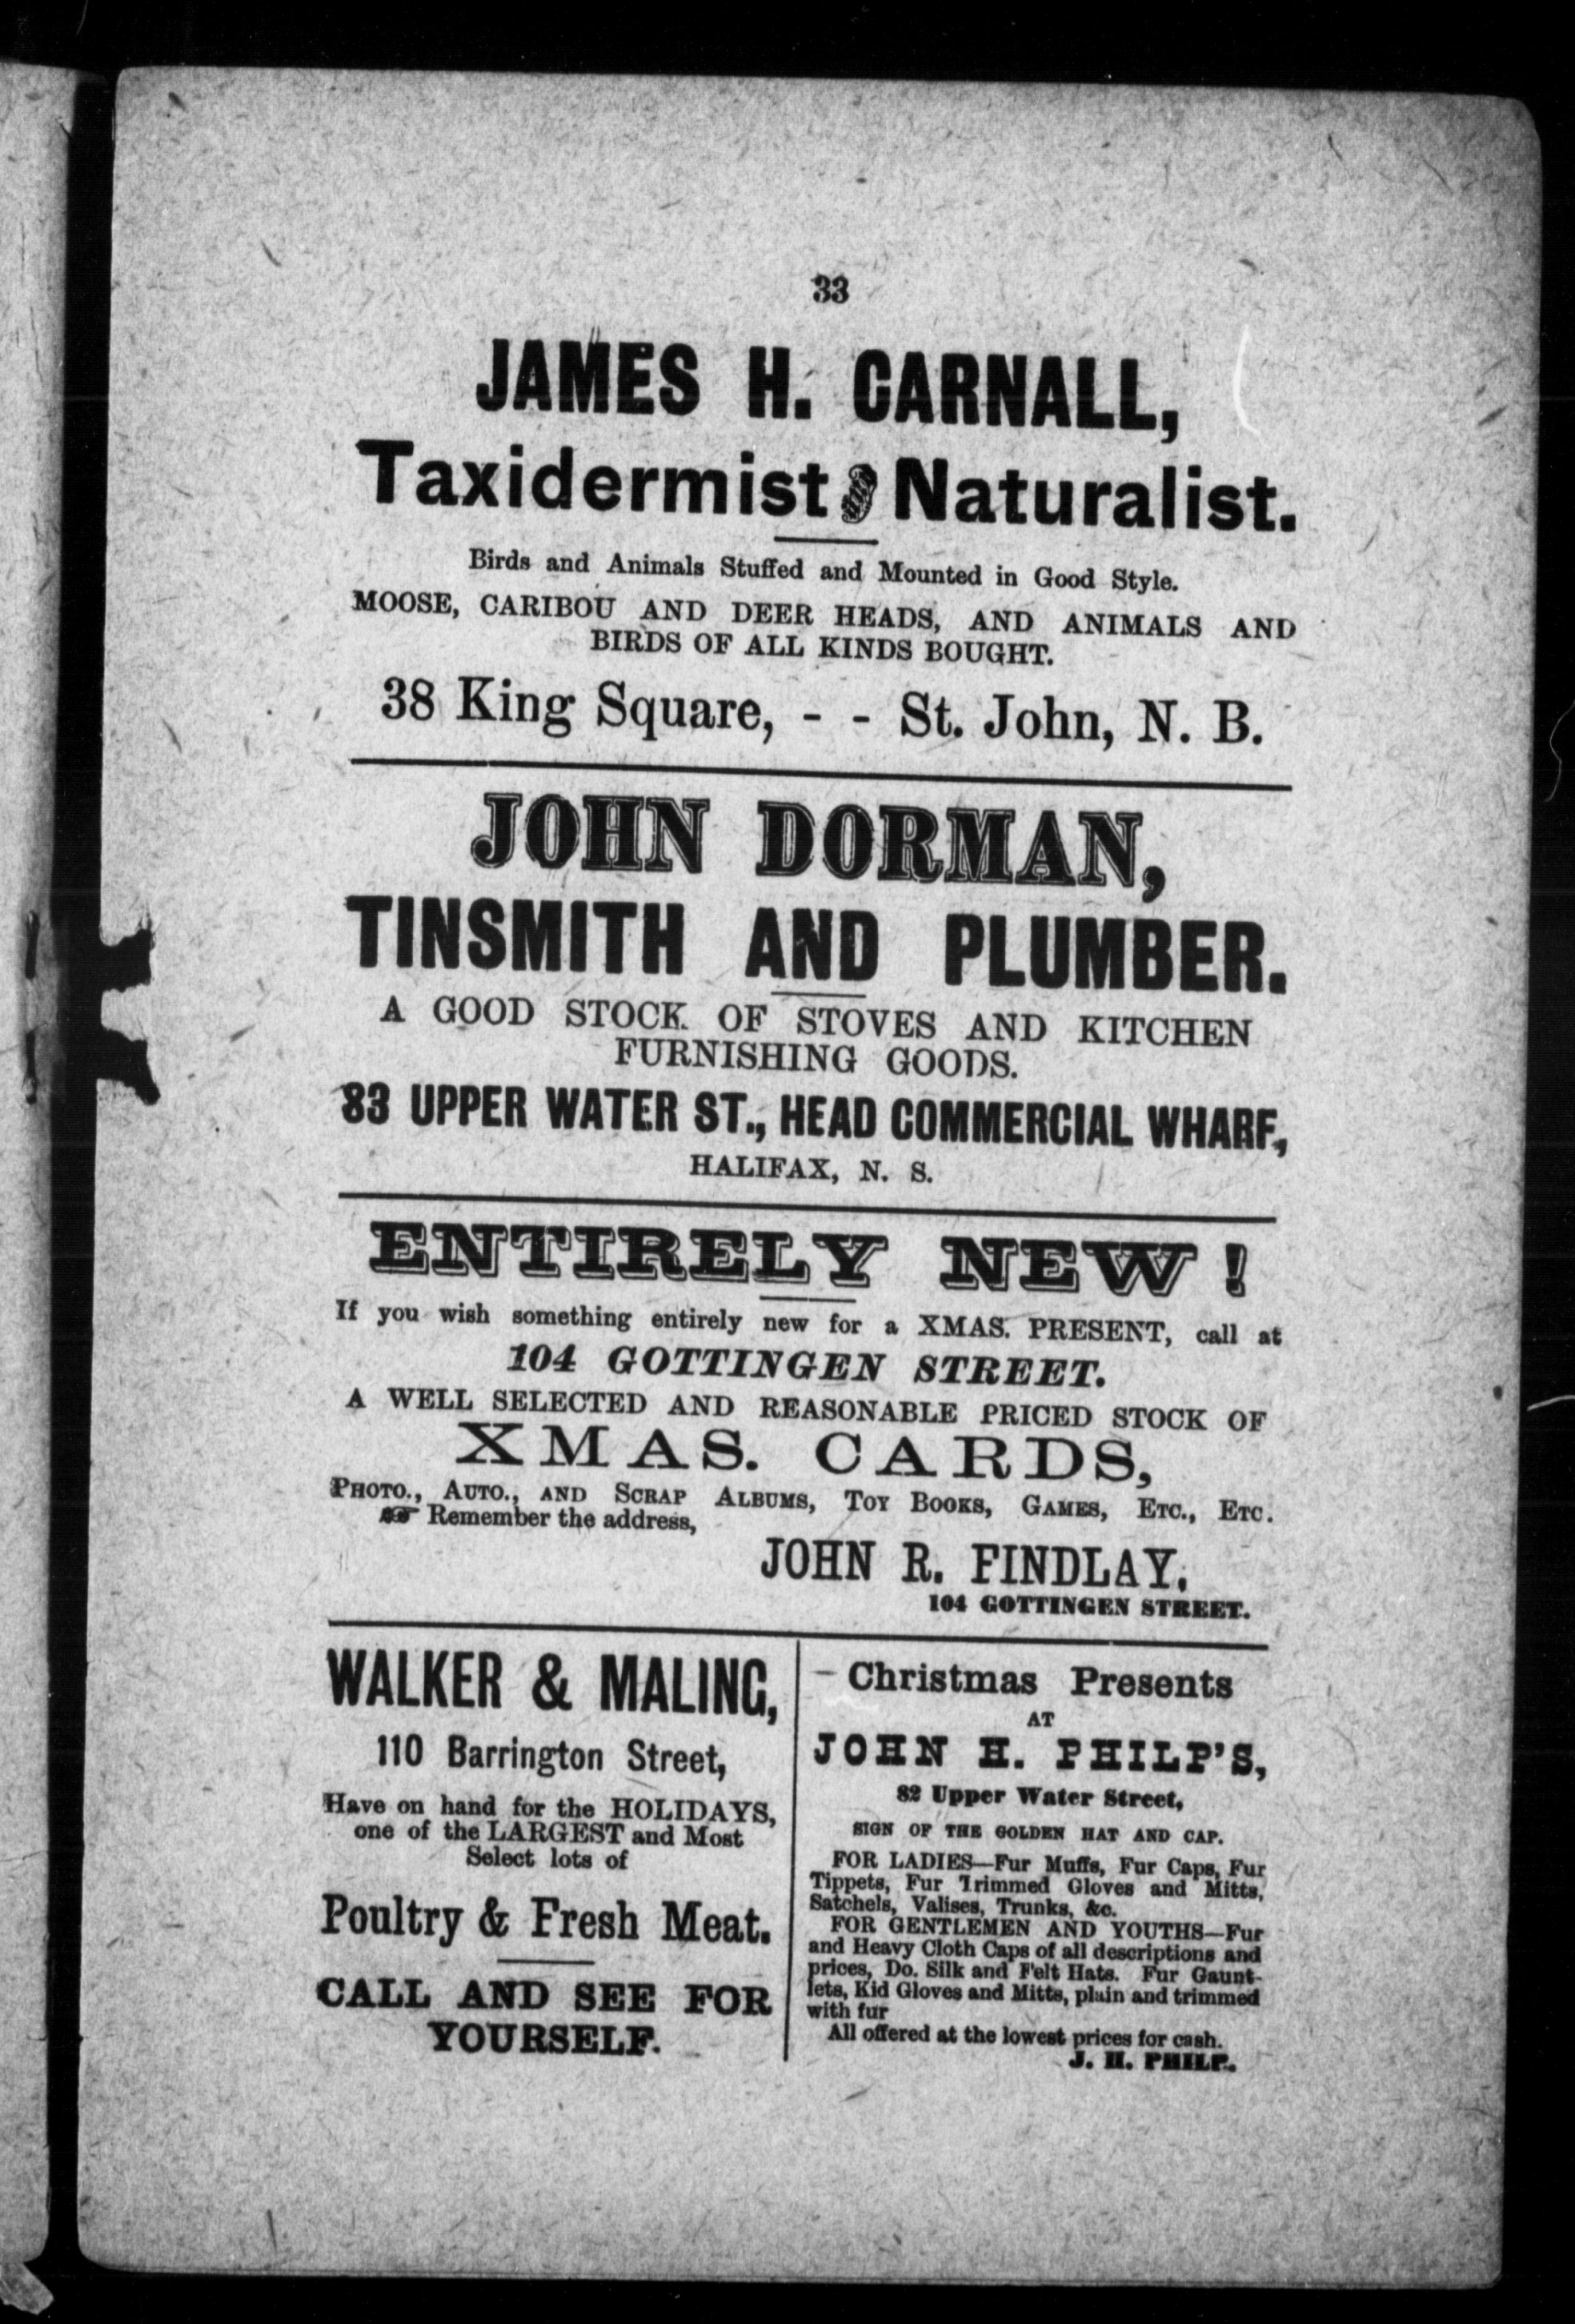 33
JAMES H. CARNALL,
Taxidermist & Naturalist.
Birds and Animals Stuffed and Mounted in Good Style.
MOOSE, CARIBOU AND DEER HEADS, AND ANIMALS AND
BIRDS OF ALL KINDS BOUGHT.
38 King Square, - - St. John, N. B.
JOHN DORMAN,
TINSMITH AND PLUMBER.
A GOOD STOCK OF STOVES AND KITCHEN
FURNISHING GOODS.
83 UPPER WATER ST., HEAD COMMERCIAL WHARF,
HALIFAX, N. S.
ENTIRELY NEW!
If you wish something entirely new for a XMAS. PRESENT, call at
104 GOTTINGEN STREET.
A WELL SELECTED AND REASONABLE PRICED STOCK OF
XMAS. CARDS,
PHOTO., AUTO., AND SCRAP ALBUMS, TOY BOOKS, GAMES, ETC., ETC.
☞ Remember the address,
JOHN R. FINDLAY,
104 GOTTINGEN STREET.
WALKER & MALING,
110 Barrington Street,
Have on hand for the HOLIDAYS,
one of the LARGEST and Most
Select lots of
Poultry & Fresh Meat.
CALL AND SEE FOR
YOURSELF.
Christmas Presents
AT
JOHN H. PHILP'S,
82 Upper Water Street,
SIGN OF THE GOLDEN HAT AND CAP.
FOR LADIES—Fur Muffs, Fur Caps, Fur
Tippets, Fur Trimmed Gloves and Mitts,
Satchels, Valises, Trunks, &c.
FOR GENTLEMEN AND YOUTHS—Fur
and Heavy Cloth Caps of all descriptions and
prices, Do. Silk and Felt Hats. Fur Gaunt-
lets, Kid Gloves and Mitts, plain and trimmed
with fur
All offered at the lowest prices for cash.
J. H. PHILP.